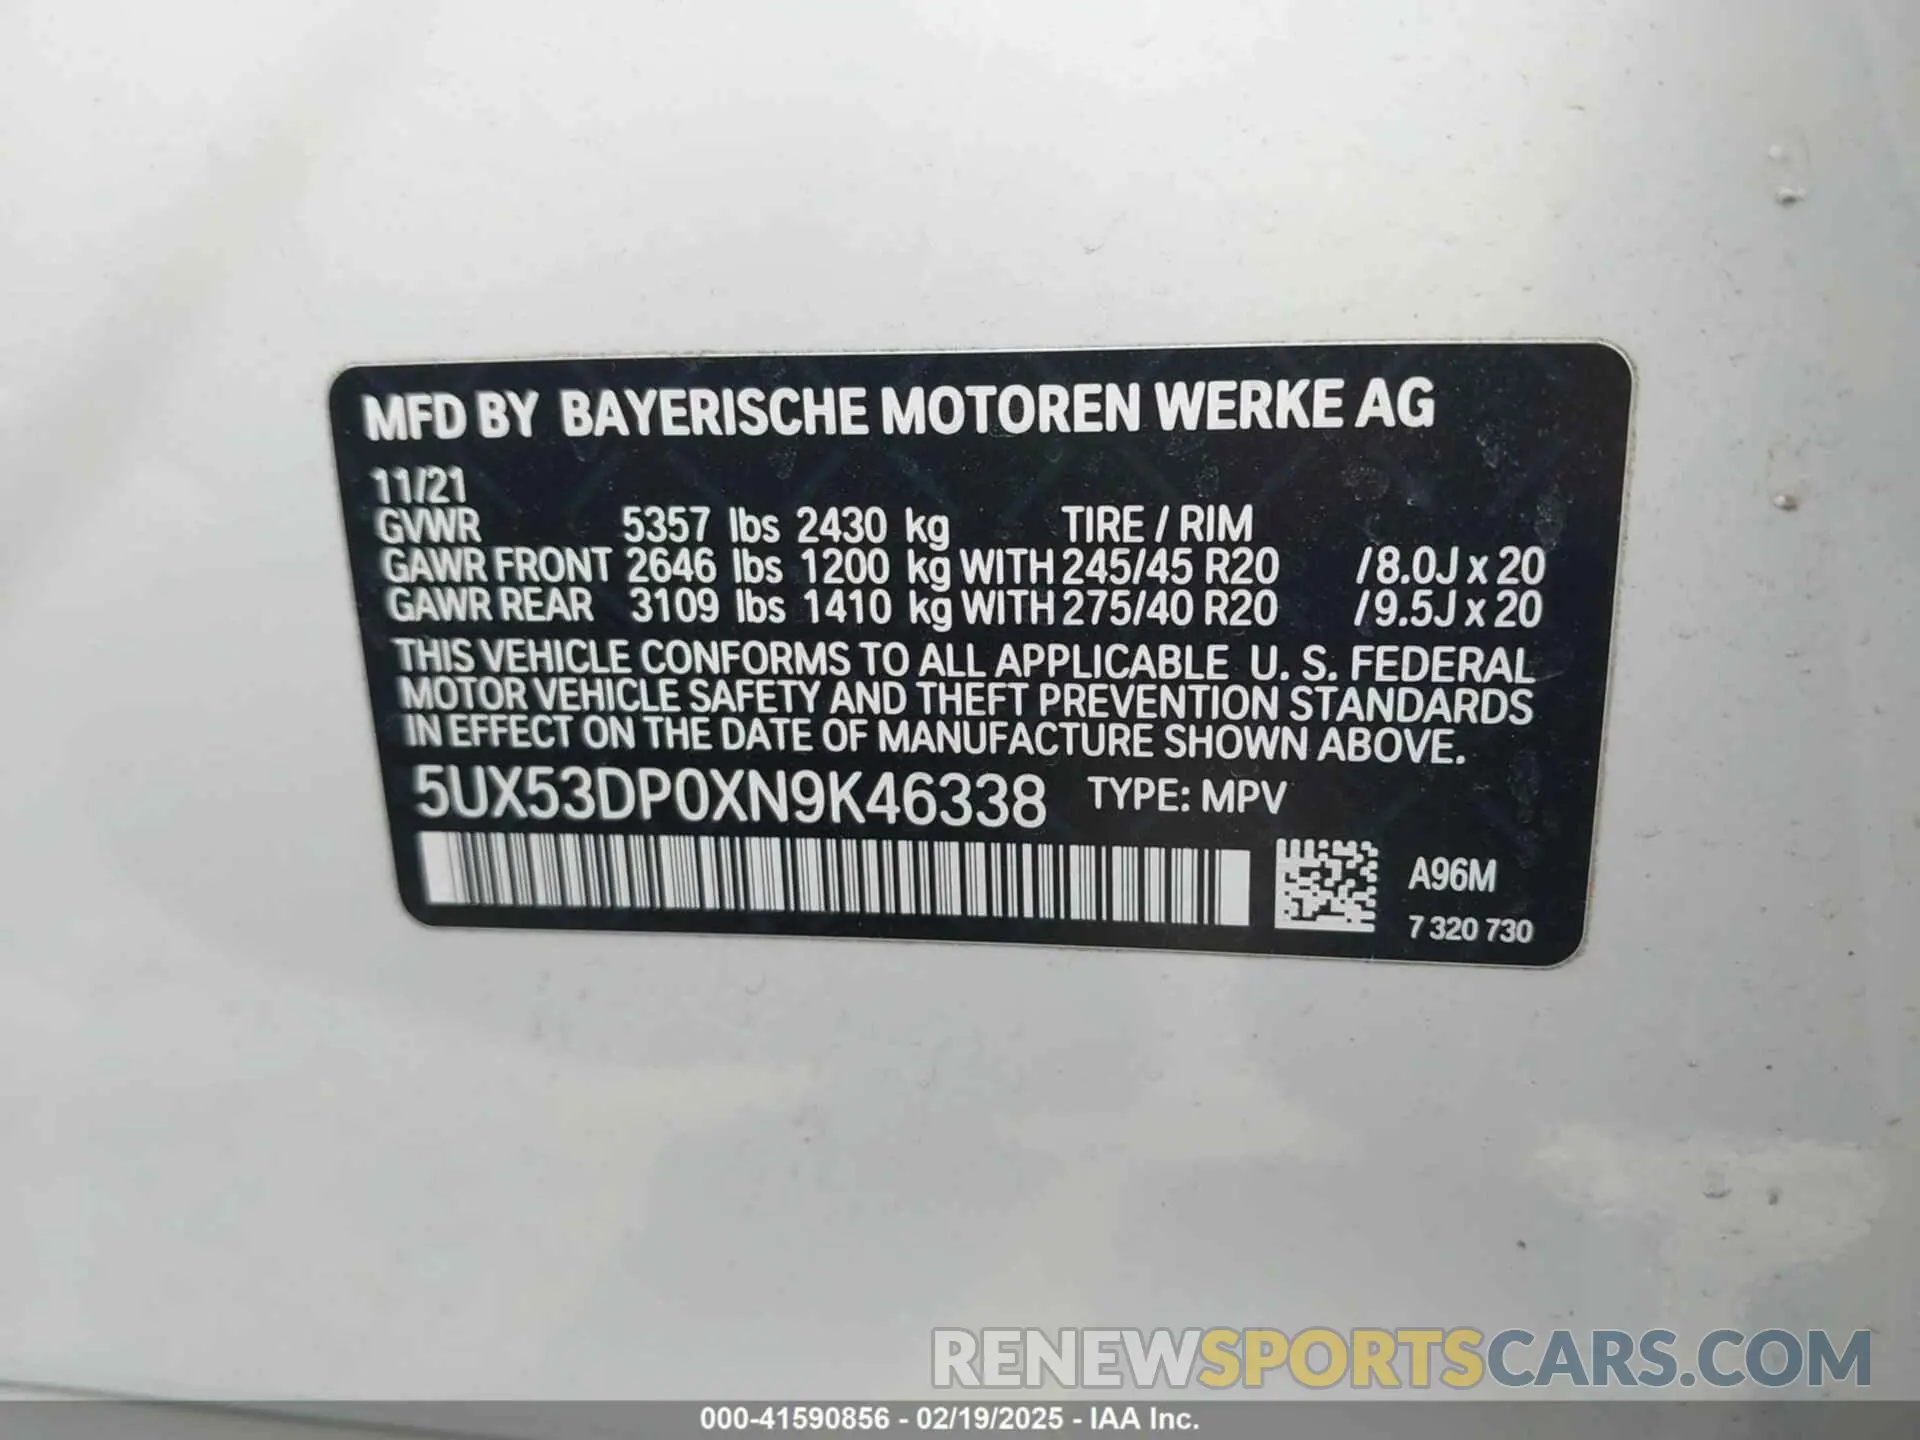 MFD BY BAYERISCHE MOTOREN WERKE AG
11/21
GVWR 5357 lbs 2430 kg TIRE / RIM
GAWR FRONT 2646 lbs 1200 kg WITH 245/45 R20 /8.0J x 20
GAWR REAR 3109 lbs 1410 kg WITH 275/40 R20 /9.5J x 20
THIS VEHICLE CONFORMS TO ALL APPLICABLE U. S. FEDERAL
MOTOR VEHICLE SAFETY AND THEFT PREVENTION STANDARDS
IN EFFECT ON THE DATE OF MANUFACTURE SHOWN ABOVE.
5UX53DP0XN9K46338 TYPE: MPV
A96M
7 320 730
RENEWSPORTSCARS.COM
000-41590856 - 02/19/2025 - IAA Inc.